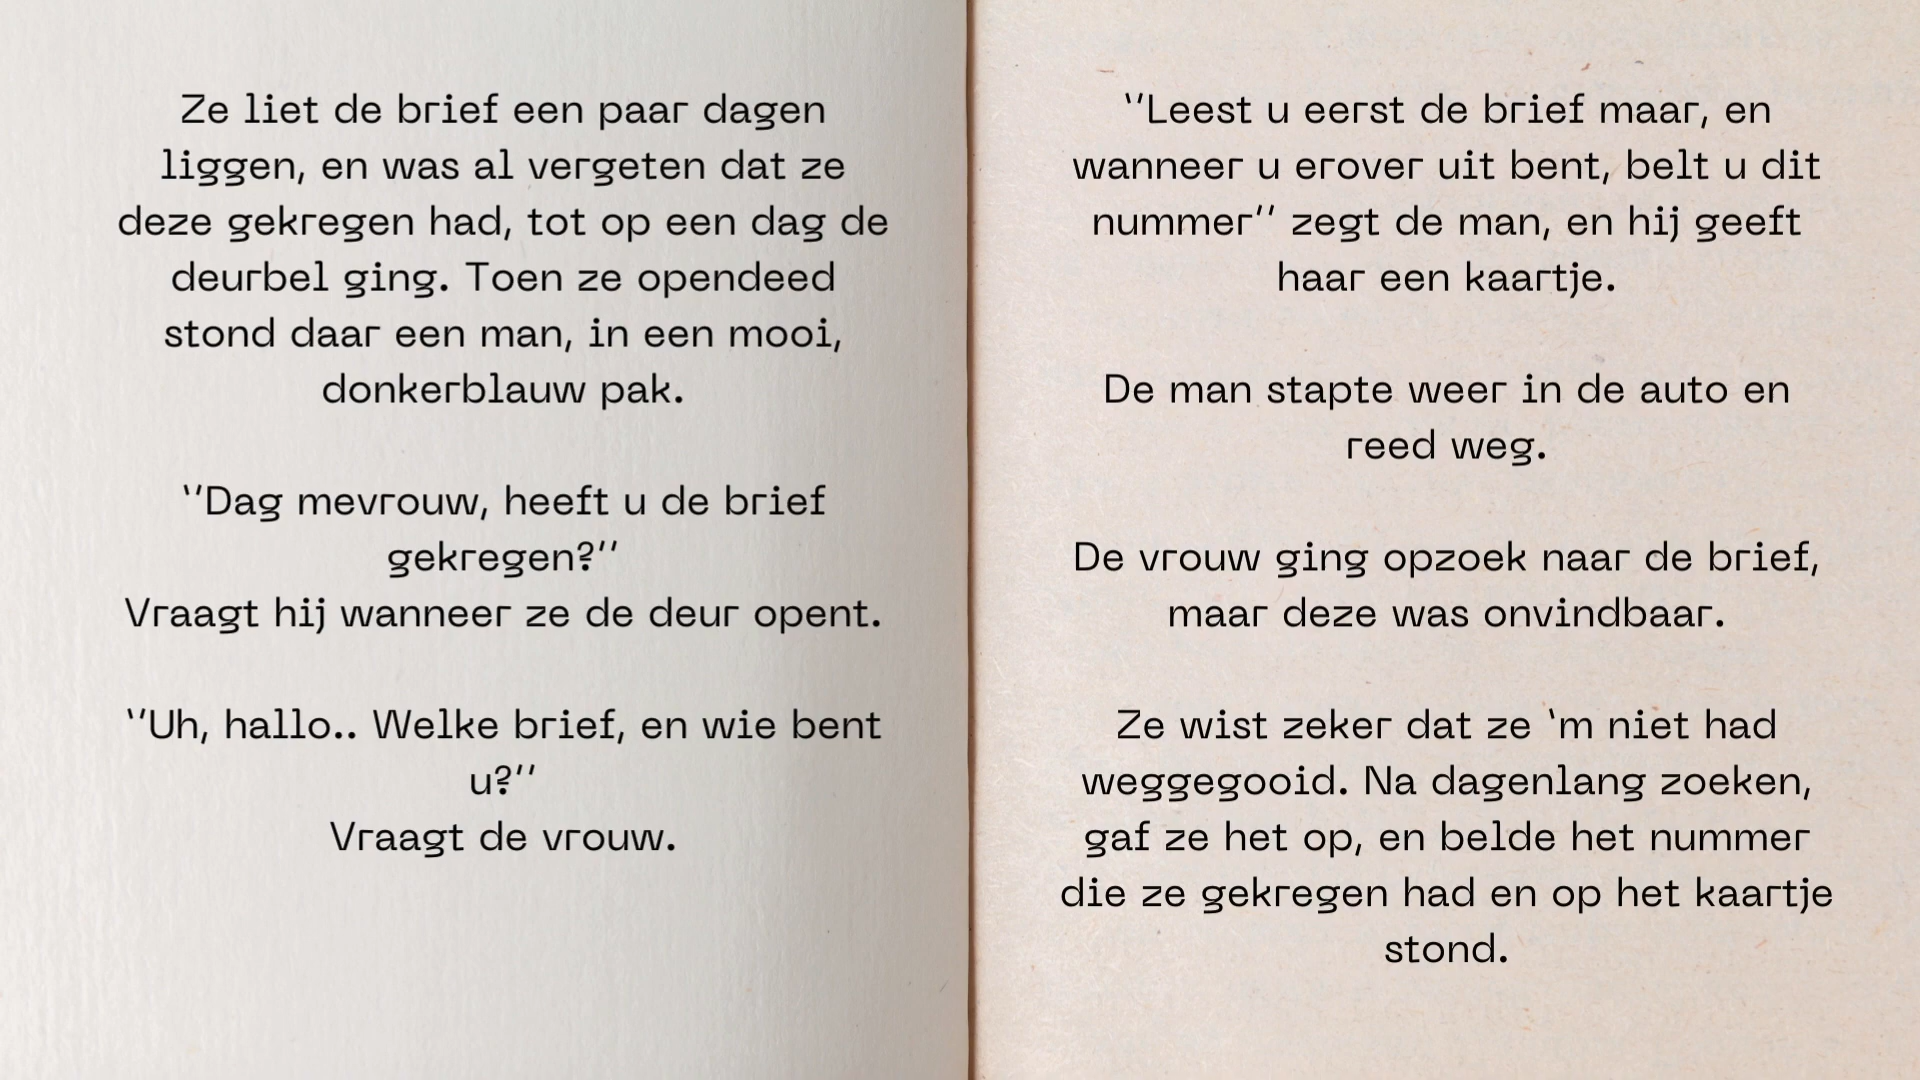 Ze liet de brief een paar dagen
liggen, en was al vergeten dat ze
deze gekregen had, tot op een dag de
deurbel ging. Toen ze opendeed
stond daar een man, in een mooi,
donkerblauw pak.
‵′Dag mevrouw, heeft u de brief
gekregen?′′
Vraagt hij wanneer ze de deur opent.
‵′Uh, hallo.. Welke brief, en wie bent
u?′′
Vraagt de vrouw.
‵′Leest u eerst de brief maar, en
wanneer u erover uit bent, belt u dit
nummer′′ zegt de man, en hij geeft
haar een kaartje.
De man stapte weer in de auto en
reed weg.
De vrouw ging opzoek naar de brief,
maar deze was onvindbaar.
Ze wist zeker dat ze ‵m niet had
weggegooid. Na dagenlang zoeken,
gaf ze het op, en belde het nummer
die ze gekregen had en op het kaartje
stond.